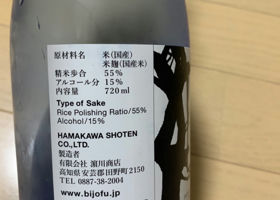 原材料名 米(国産)
米麹(国産米)
精米歩合 55%
アルコール分 15%
内容量 720ml
Type of Sake
Rice Polishing Ratio/55%
Alcohol/15%
HAMAKAWA SHOTEN
CO.,LTD.
製造者
有限会社 濵川商店
高知県安芸郡田野町2150
TEL 0887-38-2004
www.bijofu.jp